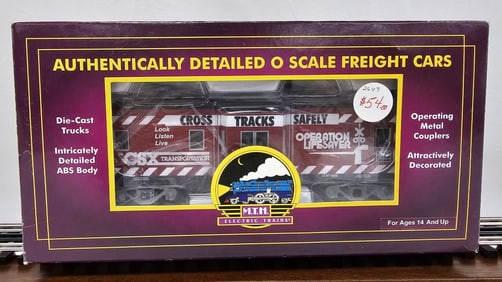 AUTHENTICALLY DETAILED O SCALE FREIGHT CARS
Die-Cast
Trucks
Intricately
Detailed
ABS Body
CROSS TRACKS SAFELY
Look
Listen
Live
CSX TRANSPORTATION
OPERATION
LIFESAVER
$54.00
Operating
Metal
Couplers
Attractively
Decorated
M.T.H.
ELECTRIC TRAINS
For Ages 14 And Up